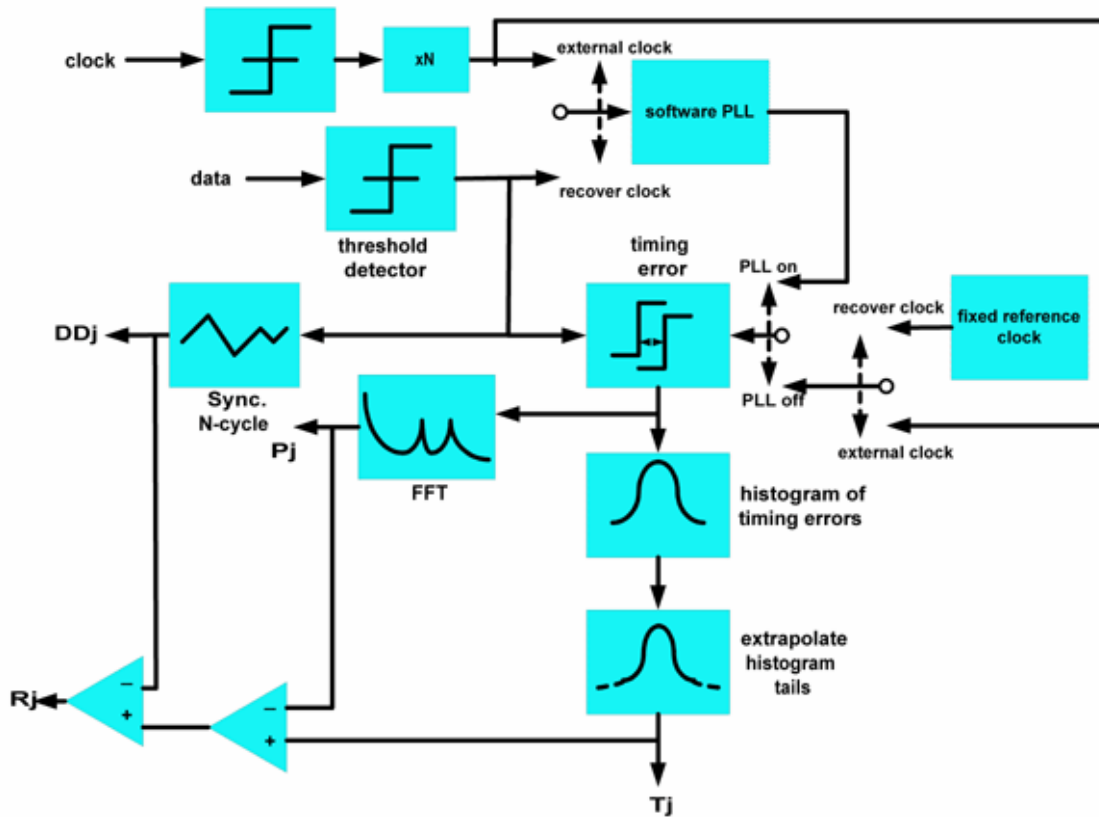 clock
xN
external clock
software PLL
data
recover clock
threshold
detector
timing
error
PLL on
recover clock
fixed reference
clock
DDj
Sync.
N-cycle
PLL off
external clock
Pj
FFT
histogram of
timing errors
extrapolate
histogram
tails
Rj
−
+
−
+
Tj